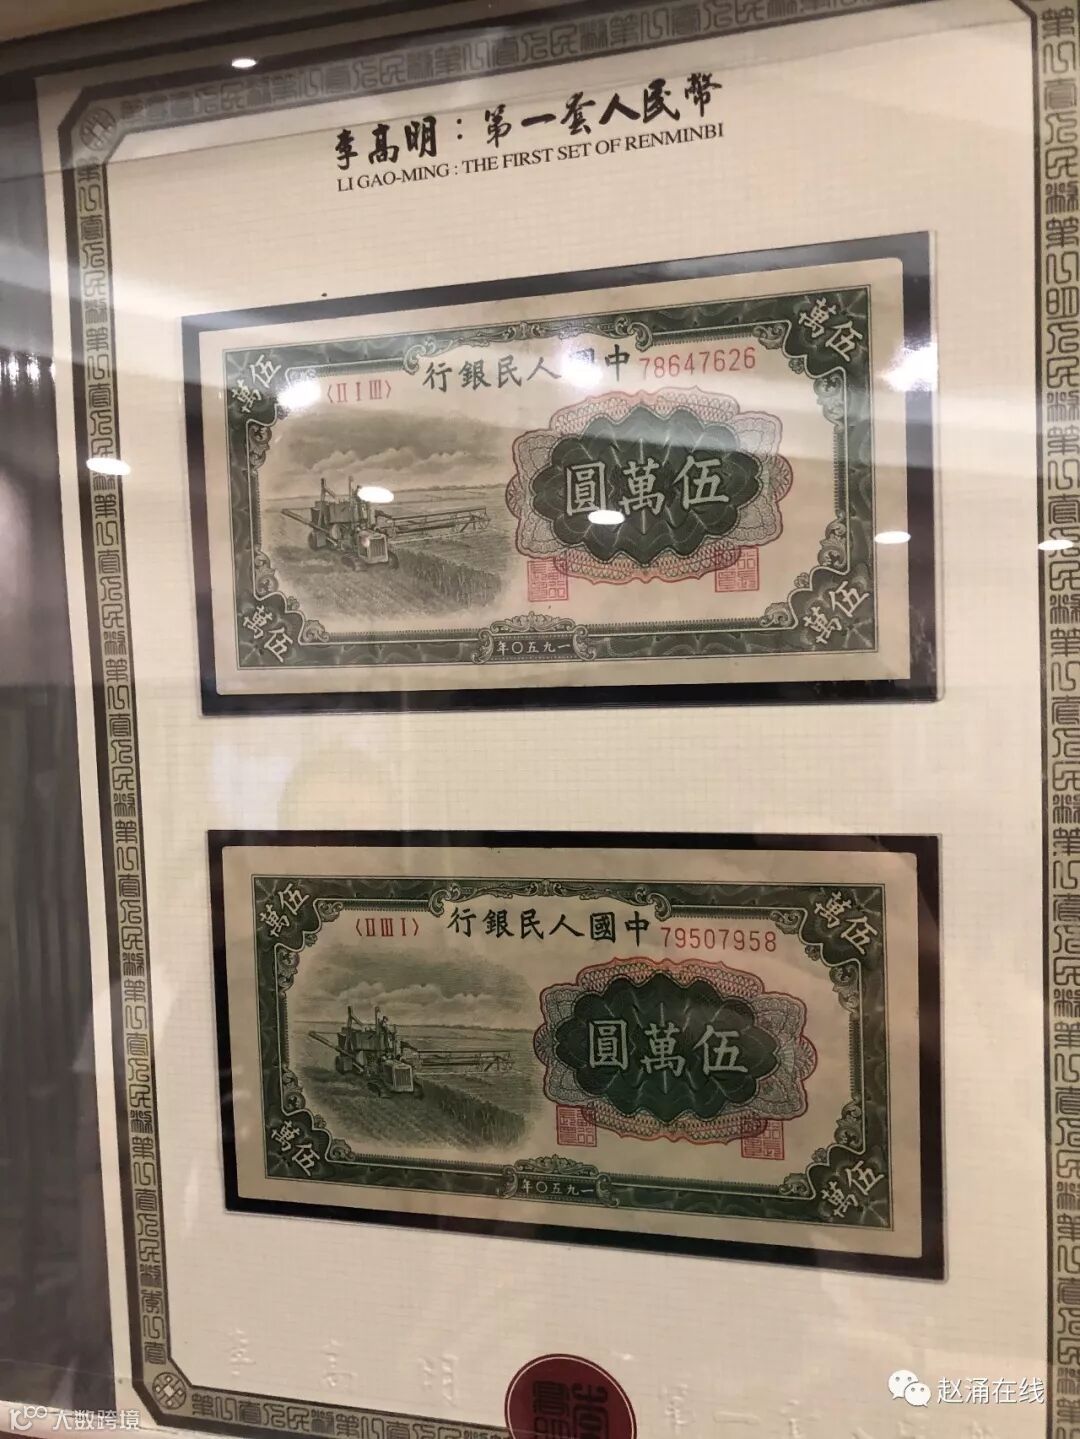 李高明：第一套人民幣
LI GAO-MING : THE FIRST SET OF RENMINBI
伍萬
伍萬
〈II I III〉
中國人民銀行
78647626
伍萬圓
伍萬
一九五〇年
伍萬
伍萬
伍萬
〈II III I〉
中國人民銀行
79507958
伍萬圓
伍萬
一九五〇年
伍萬
赵涌在线
大数跨境